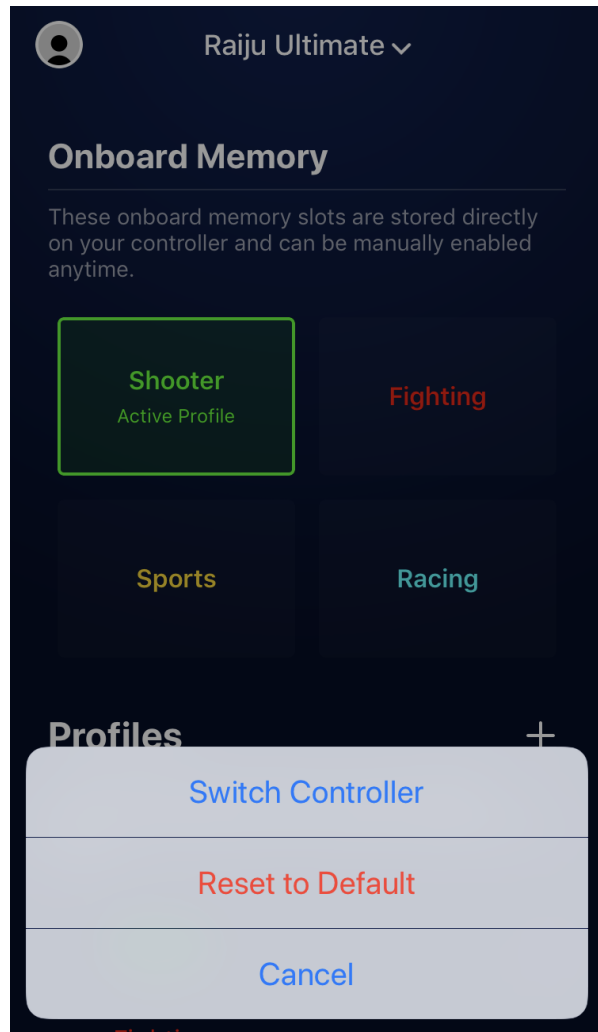 Raiju Ultimate
Onboard Memory
These onboard memory slots are stored directly
on your controller and can be manually enabled
anytime.
Shooter
Active Profile
Fighting
Sports
Racing
Profiles
Switch Controller
Reset to Default
Cancel